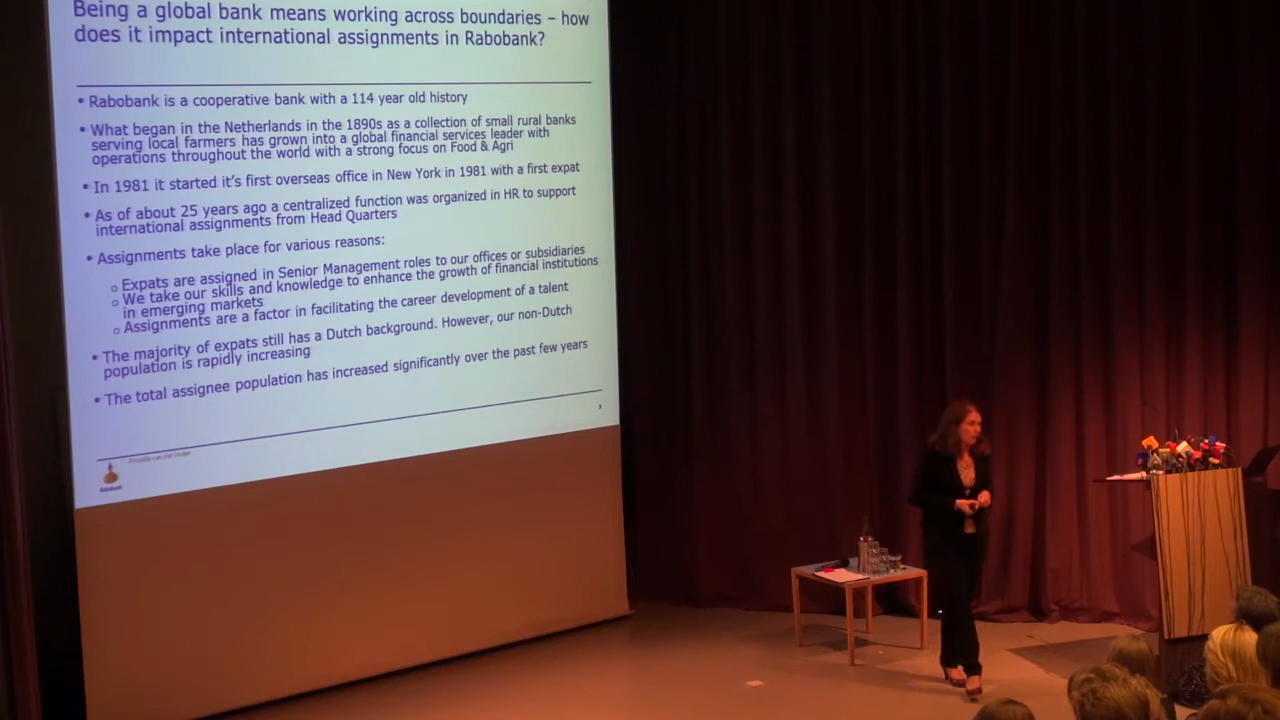 Being a global bank means working across boundaries – how
does it impact international assignments in Rabobank?
• Rabobank is a cooperative bank with a 114 year old history
• What began in the Netherlands in the 1890s as a collection of small rural banks
serving local farmers has grown into a global financial services leader with
operations throughout the world with a strong focus on Food & Agri
• In 1981 it started it's first overseas office in New York in 1981 with a first expat
• As of about 25 years ago a centralized function was organized in HR to support
international assignments from Head Quarters
• Assignments take place for various reasons:
o Expats are assigned in Senior Management roles to our offices or subsidiaries
o We take our skills and knowledge to enhance the growth of financial institutions
in emerging markets
o Assignments are a factor in facilitating the career development of a talent
• The majority of expats still has a Dutch background. However, our non-Dutch
population is rapidly increasing
• The total assignee population has increased significantly over the past few years
3
Rabobank